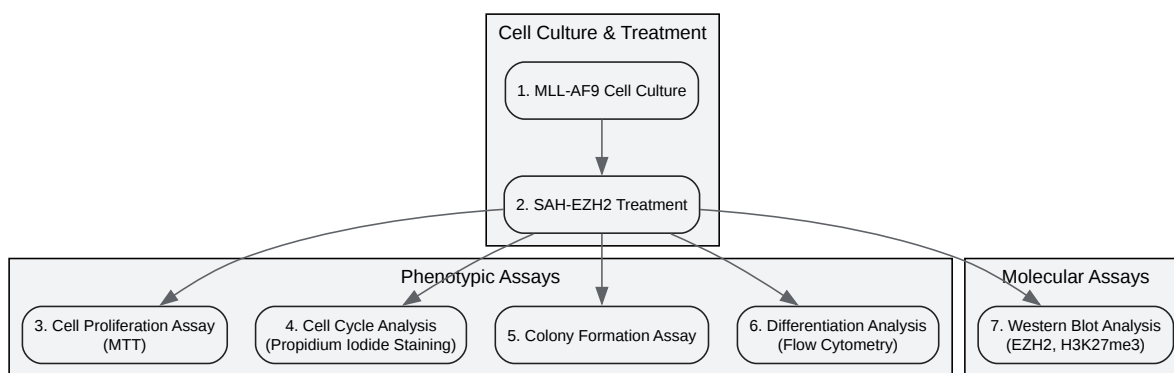 Cell Culture & Treatment
1. MLL-AF9 Cell Culture
2. SAH-EZH2 Treatment
Phenotypic Assays
Molecular Assays
3. Cell Proliferation Assay
(MTT)
4. Cell Cycle Analysis
(Propidium Iodide Staining)
5. Colony Formation Assay
6. Differentiation Analysis
(Flow Cytometry)
7. Western Blot Analysis
(EZH2, H3K27me3)